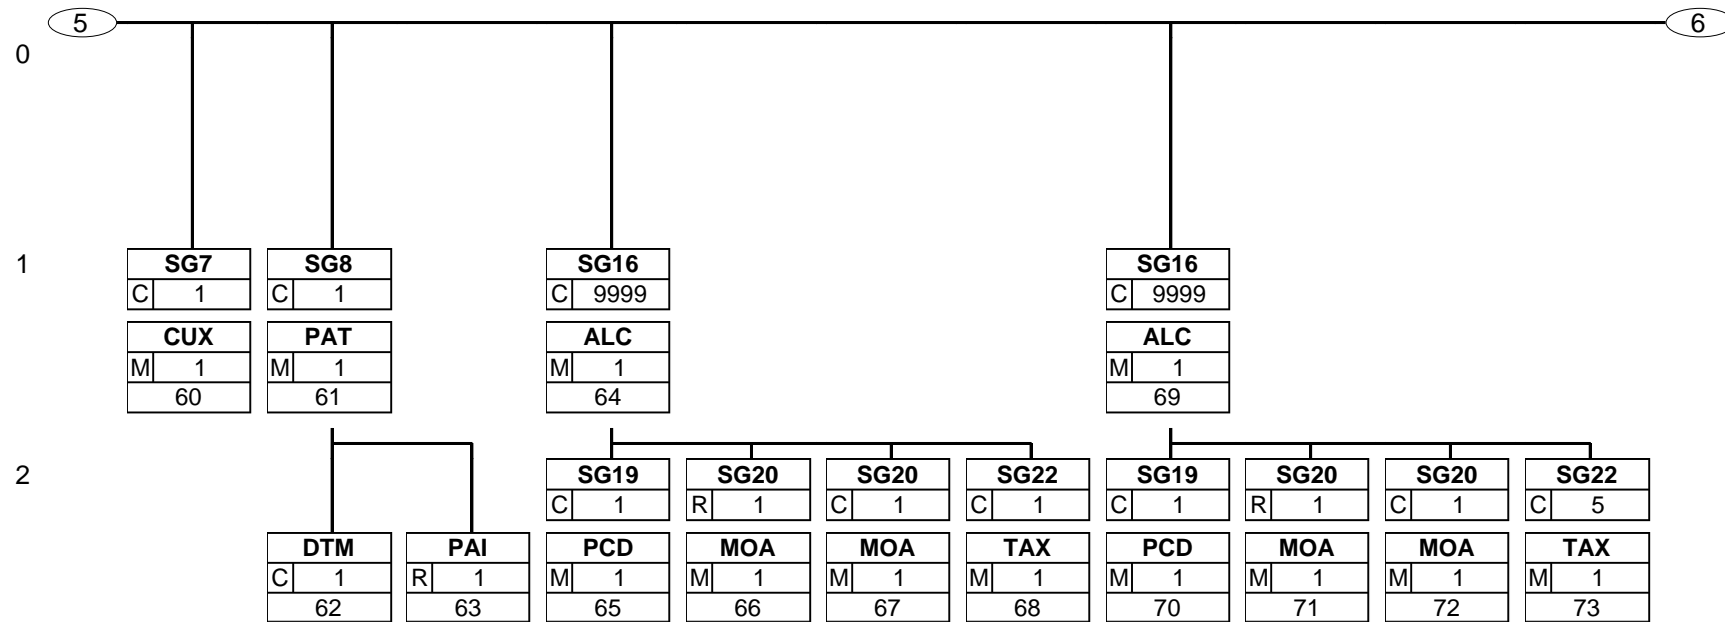 5 6
0
1 SG7 SG8 SG16 SG16
C 1 C 1 C 9999 C 9999
CUX PAT ALC ALC
M 1 M 1 M 1 M 1
60 61 64 69
2 SG19 SG20 SG20 SG22 SG19 SG20 SG20 SG22
C 1 R 1 C 1 C 1 C 1 R 1 C 1 C 5
DTM PAI PCD MOA MOA TAX PCD MOA MOA TAX
C 1 R 1 M 1 M 1 M 1 M 1 M 1 M 1 M 1 M 1
62 63 65 66 67 68 70 71 72 73